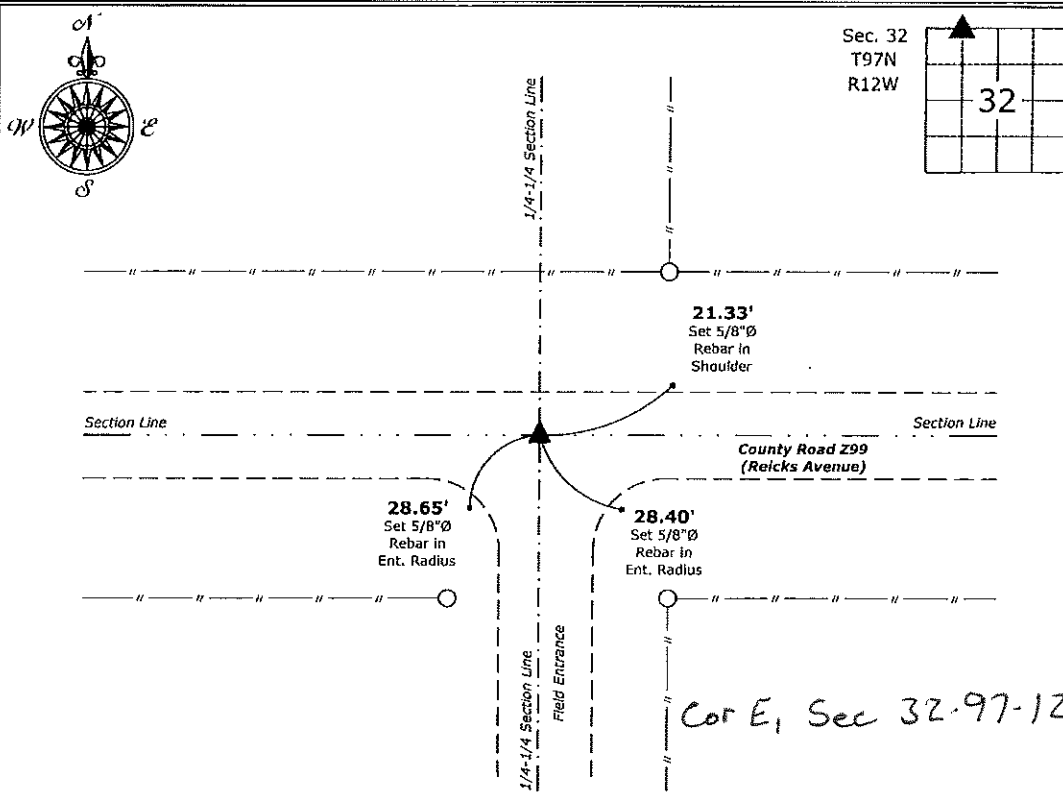 N
W
E
S
Sec. 32
T97N
R12W
32
1/4-1/4 Section Line
21.33'
Set 5/8"Ø
Rebar in
Shoulder
Section Line
Section Line
County Road Z99
(Reicks Avenue)
28.65'
Set 5/8"Ø
Rebar in
Ent. Radius
28.40'
Set 5/8"Ø
Rebar in
Ent. Radius
1/4-1/4 Section Line
Field Entrance
Cor E, Sec 32-97-12